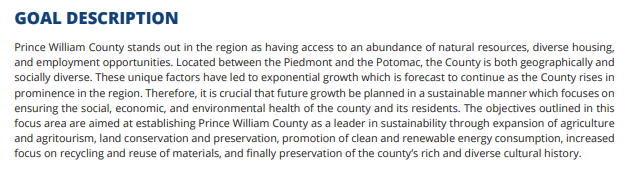 GOAL DESCRIPTION
Prince William County stands out in the region as having access to an abundance of natural resources, diverse housing,
and employment opportunities. Located between the Piedmont and the Potomac, the County is both geographically and
socially diverse. These unique factors have led to exponential growth which is forecast to continue as the County rises in
prominence in the region. Therefore, it is crucial that future growth be planned in a sustainable manner which focuses on
ensuring the social, economic, and environmental health of the county and its residents. The objectives outlined in this
focus area are aimed at establishing Prince William County as a leader in sustainability through expansion of agriculture
and agritourism, land conservation and preservation, promotion of clean and renewable energy consumption, increased
focus on recycling and reuse of materials, and finally preservation of the county's rich and diverse cultural history.